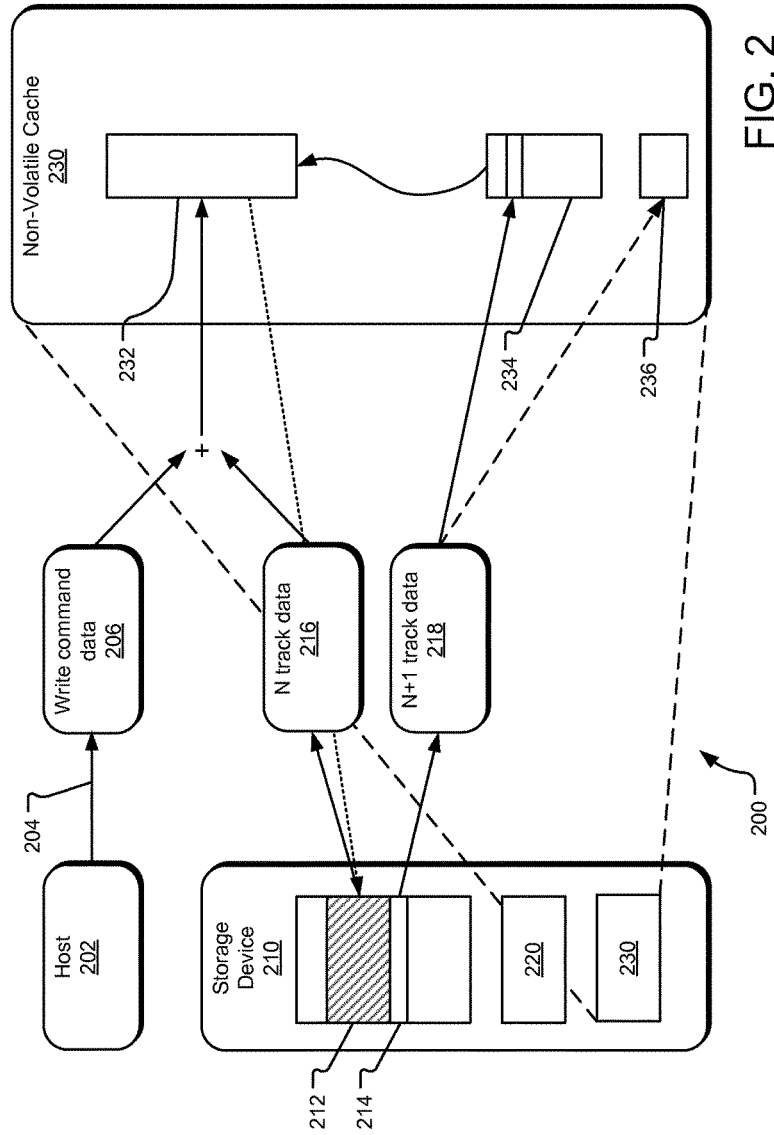 Host
202
204
Write command
data
206
Storage
Device
210
212
214
220
230
N track data
216
N+1 track data
218
+
Non-Volatile Cache
230
232
234
236
200
FIG. 2